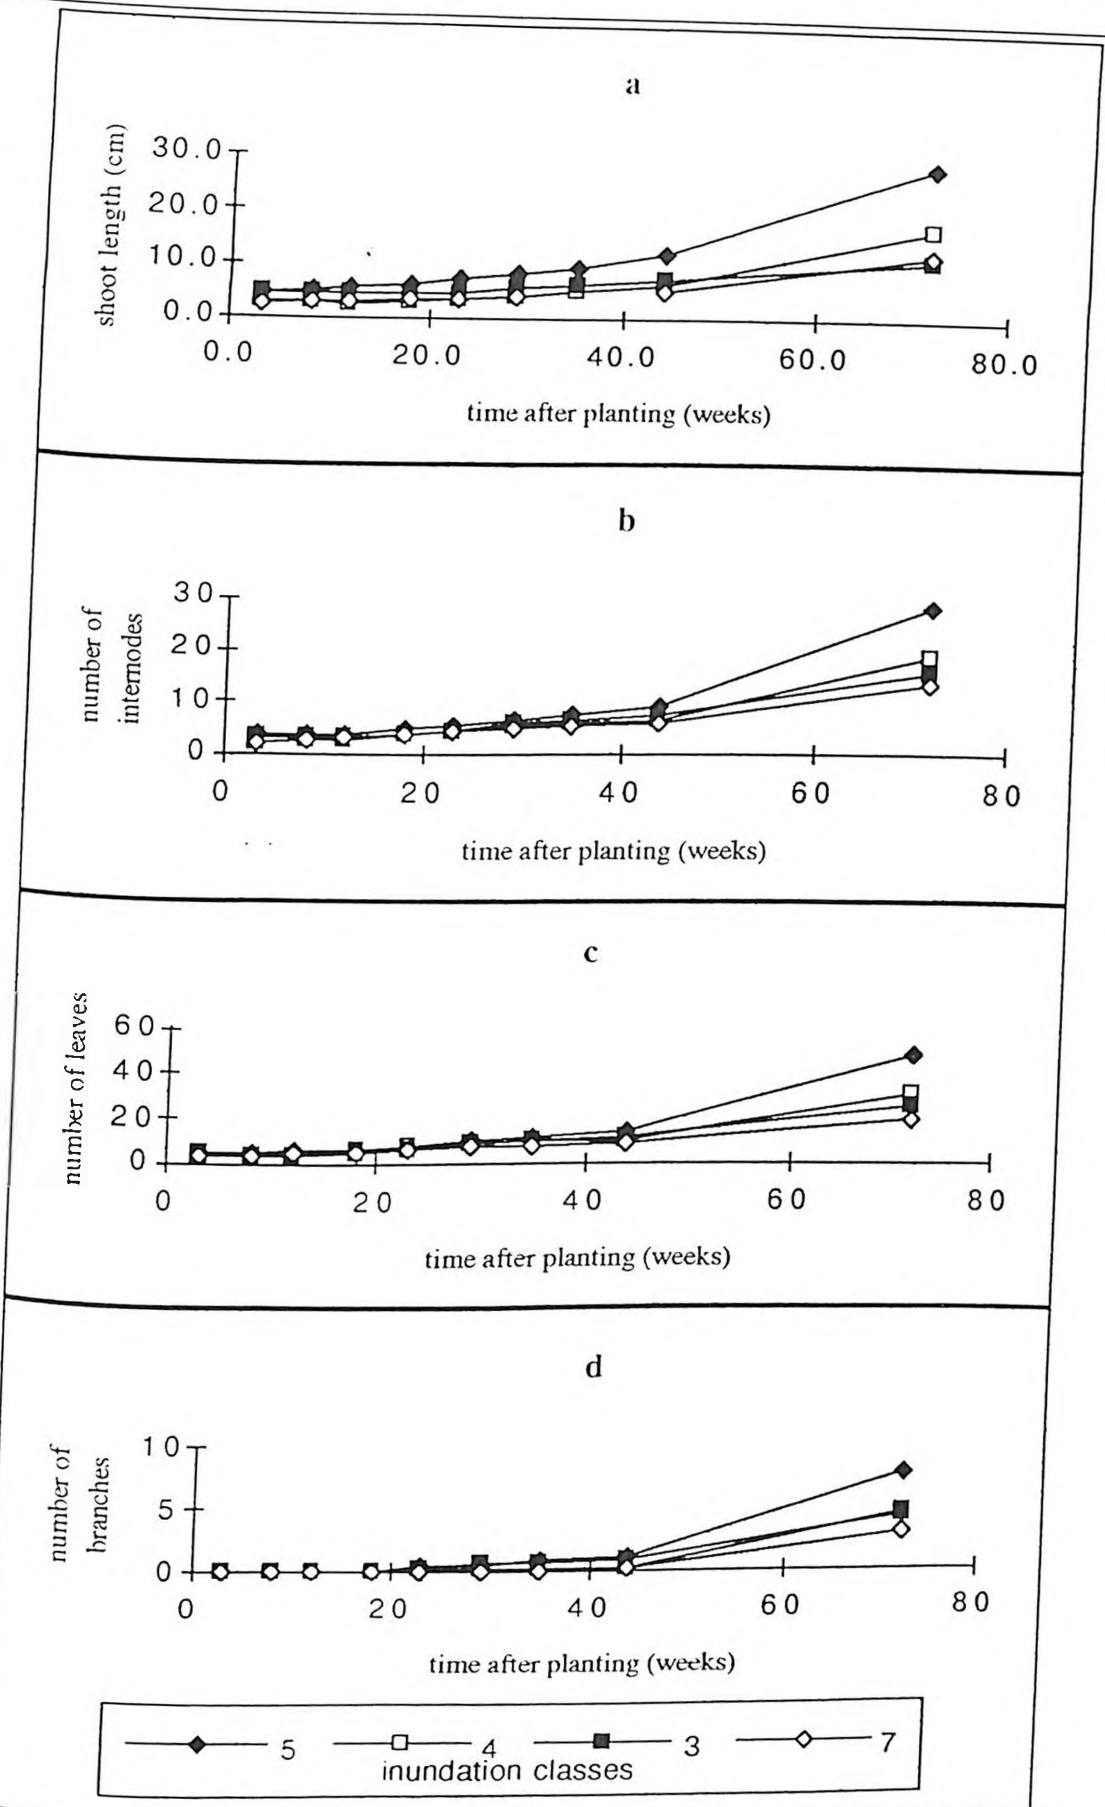 a
shoot length (cm)
30.0
20.0
10.0
0.0
0.0 20.0 40.0 60.0 80.0
time after planting (weeks)
b
number of
internodes
30
20
10
0
0 20 40 60 80
time after planting (weeks)
c
number of leaves
60
40
20
0
0 20 40 60 80
time after planting (weeks)
d
number of
branches
10
5
0
0 20 40 60 80
time after planting (weeks)
5 4 3 7
inundation classes